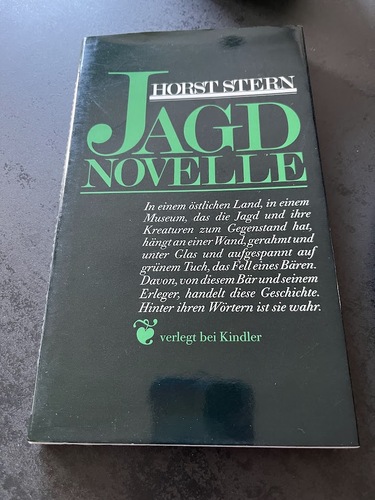 HORST STERN
JAGD
NOVELLE
In einem östlichen Land, in einem
Museum, das die Jagd und ihre
Kreaturen zum Gegenstand hat,
hängt an einer Wand, gerahmt und
unter Glas und aufgespannt auf
grünem Tuch, das Fell eines Bären.
Davon, von diesem Bär und seinem
Erleger, handelt diese Geschichte.
Hinter ihren Wörtern ist sie wahr.
verlegt bei Kindler